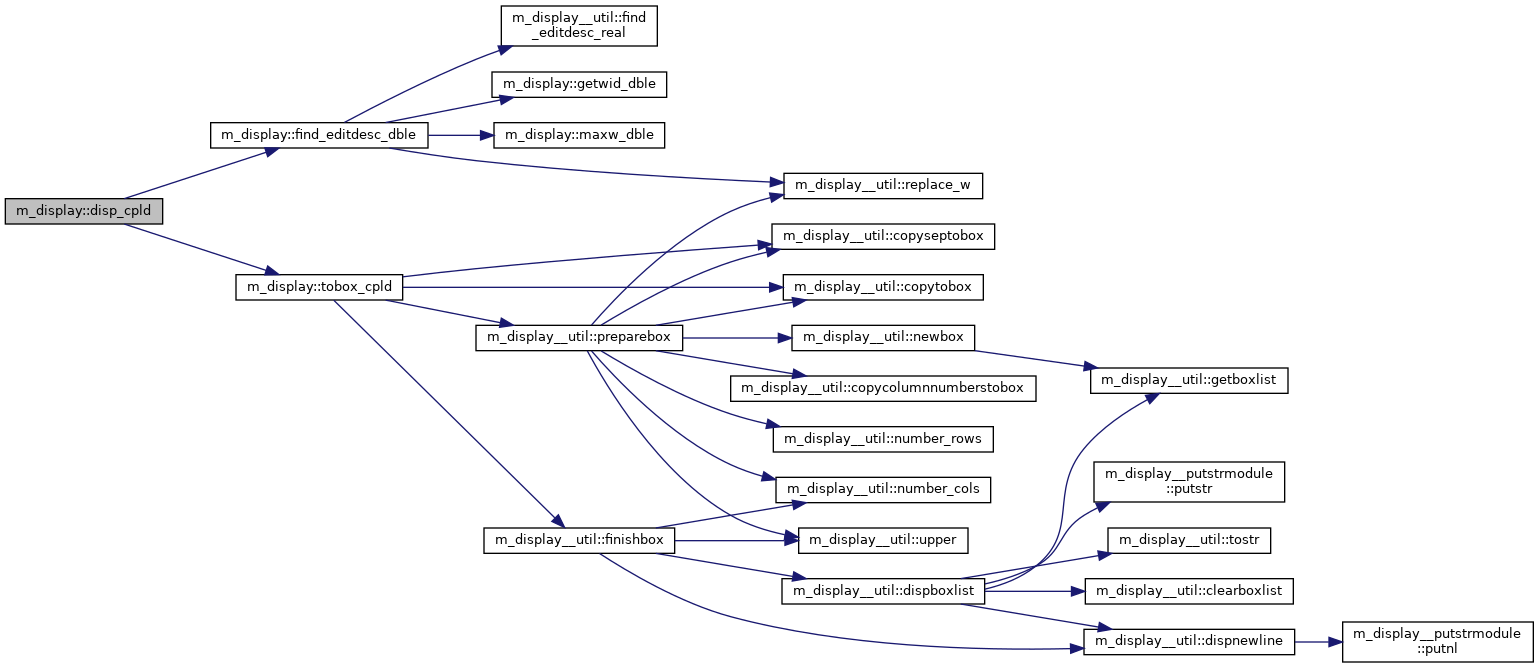 m_display__util::find
_editdesc_real
m_display::getwid_dble
m_display::find_editdesc_dble
m_display::maxw_dble
m_display__util::replace_w
m_display::disp_cpld
m_display__util::copyseptobox
m_display::tobox_cpld
m_display__util::copytobox
m_display__util::preparebox
m_display__util::newbox
m_display__util::getboxlist
m_display__util::copycolumnnumberstobox
m_display__util::number_rows
m_display__putstrmodule
::putstr
m_display__util::number_cols
m_display__util::finishbox
m_display__util::upper
m_display__util::tostr
m_display__util::dispboxlist
m_display__util::clearboxlist
m_display__util::dispnewline
m_display__putstrmodule
::putnl